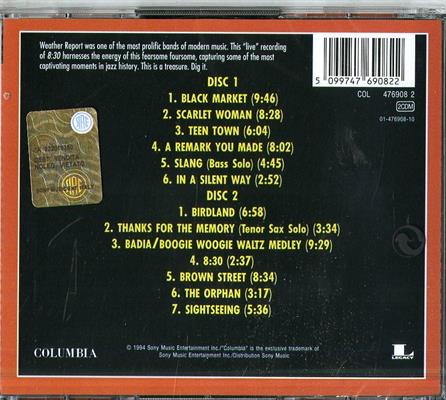 Weather Report was one of the most prolific bands of modern music. This "live" recording
of 8:30 harnesses the energy of this fearsome foursome, capturing some of the most
captivating moments in jazz history. This is a treasure. Dig it.
5 099747 690822
COL 476908 2
2CDM
01-476908-10
DISC 1
1. BLACK MARKET (9:46)
2. SCARLET WOMAN (8:28)
3. TEEN TOWN (6:04)
4. A REMARK YOU MADE (8:02)
5. SLANG (Bass Solo) (4:45)
6. IN A SILENT WAY (2:52)
DISC 2
1. BIRDLAND (6:58)
2. THANKS FOR THE MEMORY (Tenor Sax Solo) (3:34)
3. BADIA/BOOGIE WOOGIE WALTZ MEDLEY (9:29)
4. 8:30 (2:37)
5. BROWN STREET (8:34)
6. THE ORPHAN (3:17)
7. SIGHTSEEING (5:36)
SIAE
VENDITA
NOLEG. VIETATO
COLUMBIA
© 1994 Sony Music Entertainment Inc./"Columbia" is the exclusive trademark of
Sony Music Entertaingment Inc./Distribution Sony Music
L
LEGACY